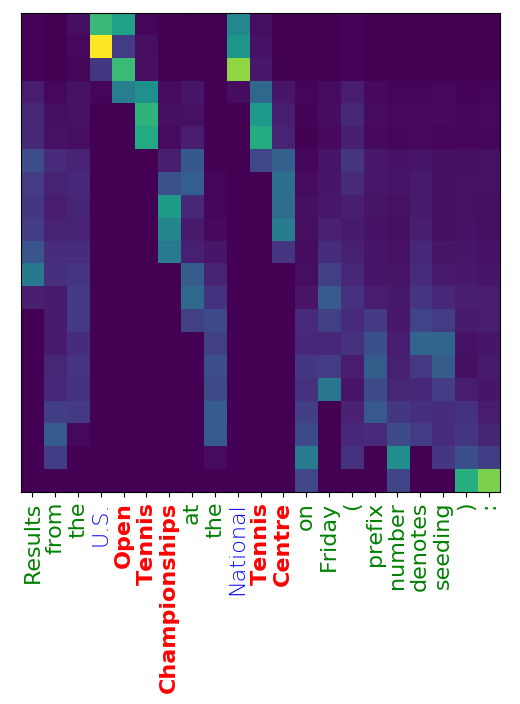 Results
from
the
U.S.
Open
Tennis
Championships
at
the
National
Tennis
Centre
on
Friday
(
prefix
number
denotes
seeding
)
: